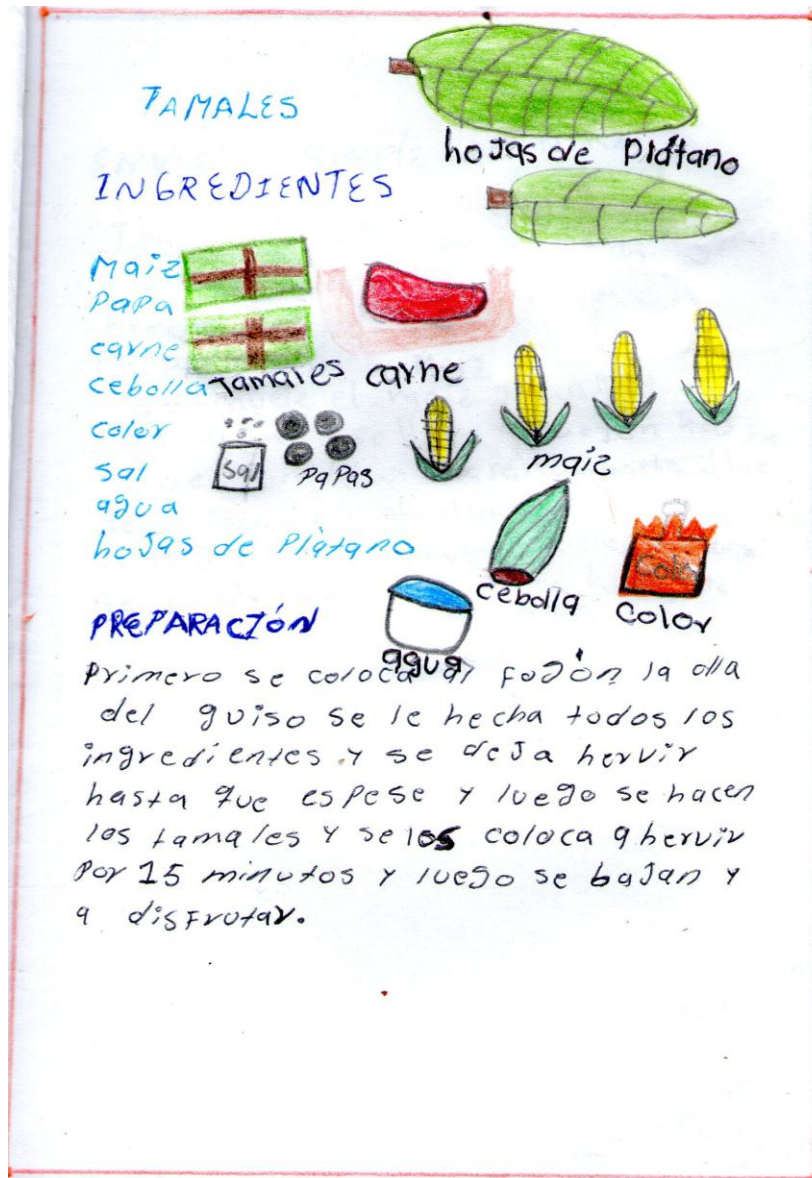 TAMALES
hojas de Plátano
INGREDIENTES
Maiz
Papa
carne
cebolla
Tamales
carne
color
sal
agua
hojas de Plátano
Sal
PaPas
maiz
cebolla
Color
color
agua
PREPARACIÓN
Primero se coloca al fogón la olla
del guiso se le hecha todos los
ingredientes y se deja hervir
hasta que espese y luego se hacen
los tamales y se los coloca a hervir
Por 15 minutos y luego se bajan y
a disfrutar.